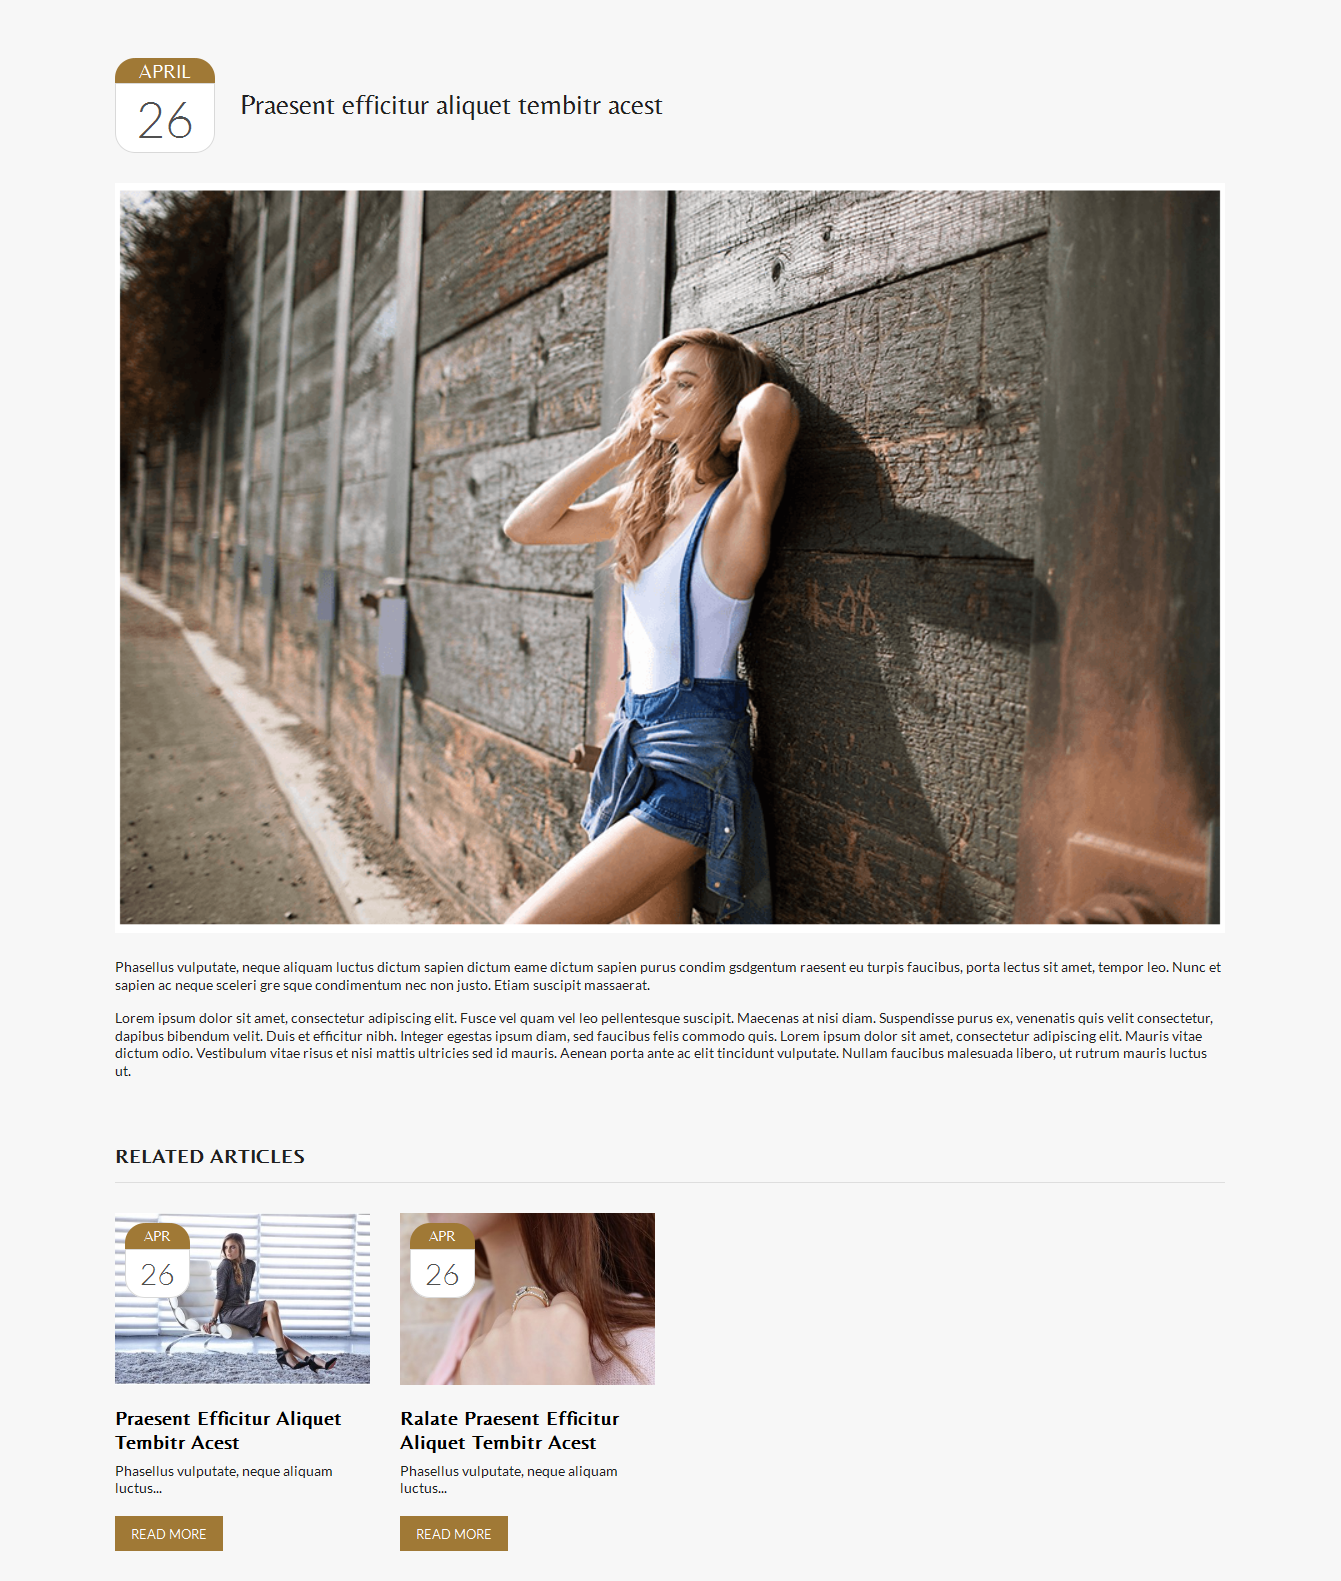 APRIL
26
Praesent efficitur aliquet tembitr acest
Phasellus vulputate, neque aliquam luctus dictum sapien dictum eame dictum sapien purus condim gsdgentum raesent eu turpis faucibus, porta lectus sit amet, tempor leo. Nunc et
sapien ac neque sceleri gre sque condimentum nec non justo. Etiam suscipit massaerat.
Lorem ipsum dolor sit amet, consectetur adipiscing elit. Fusce vel quam vel leo pellentesque suscipit. Maecenas at nisi diam. Suspendisse purus ex, venenatis quis velit consectetur,
dapibus bibendum velit. Duis et efficitur nibh. Integer egestas ipsum diam, sed faucibus felis commodo quis. Lorem ipsum dolor sit amet, consectetur adipiscing elit. Mauris vitae
dictum odio. Vestibulum vitae risus et nisi mattis ultricies sed id mauris. Aenean porta ante ac elit tincidunt vulputate. Nullam faucibus malesuada libero, ut rutrum mauris luctus
ut.
RELATED ARTICLES
APR
26
Praesent Efficitur Aliquet
Tembitr Acest
Phasellus vulputate, neque aliquam
luctus...
READ MORE
APR
26
Ralate Praesent Efficitur
Aliquet Tembitr Acest
Phasellus vulputate, neque aliquam
luctus...
READ MORE